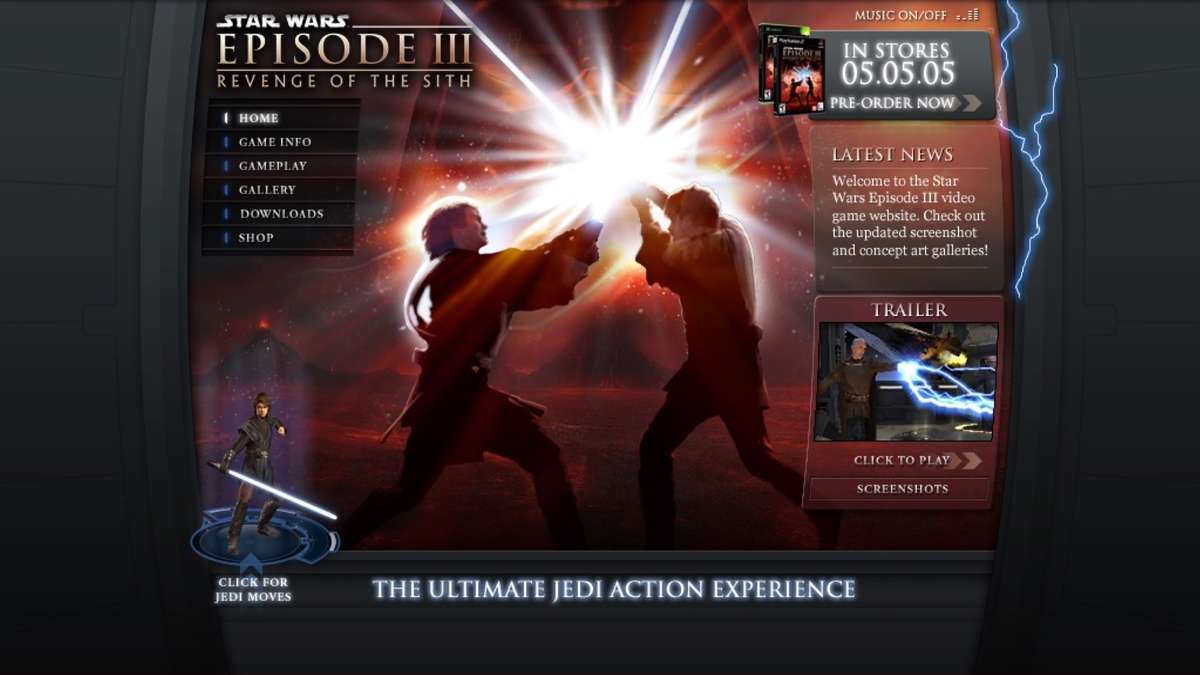 STAR WARS
EPISODE III
REVENGE OF THE SITH
HOME
GAME INFO
GAMEPLAY
GALLERY
DOWNLOADS
SHOP
CLICK FOR
JEDI MOVES
THE ULTIMATE JEDI ACTION EXPERIENCE
MUSIC ON/OFF
IN STORES
05.05.05
PRE-ORDER NOW
LATEST NEWS
Welcome to the Star
Wars Episode III video
game website. Check out
the updated screenshot
and concept art galleries!
TRAILER
CLICK TO PLAY
SCREENSHOTS